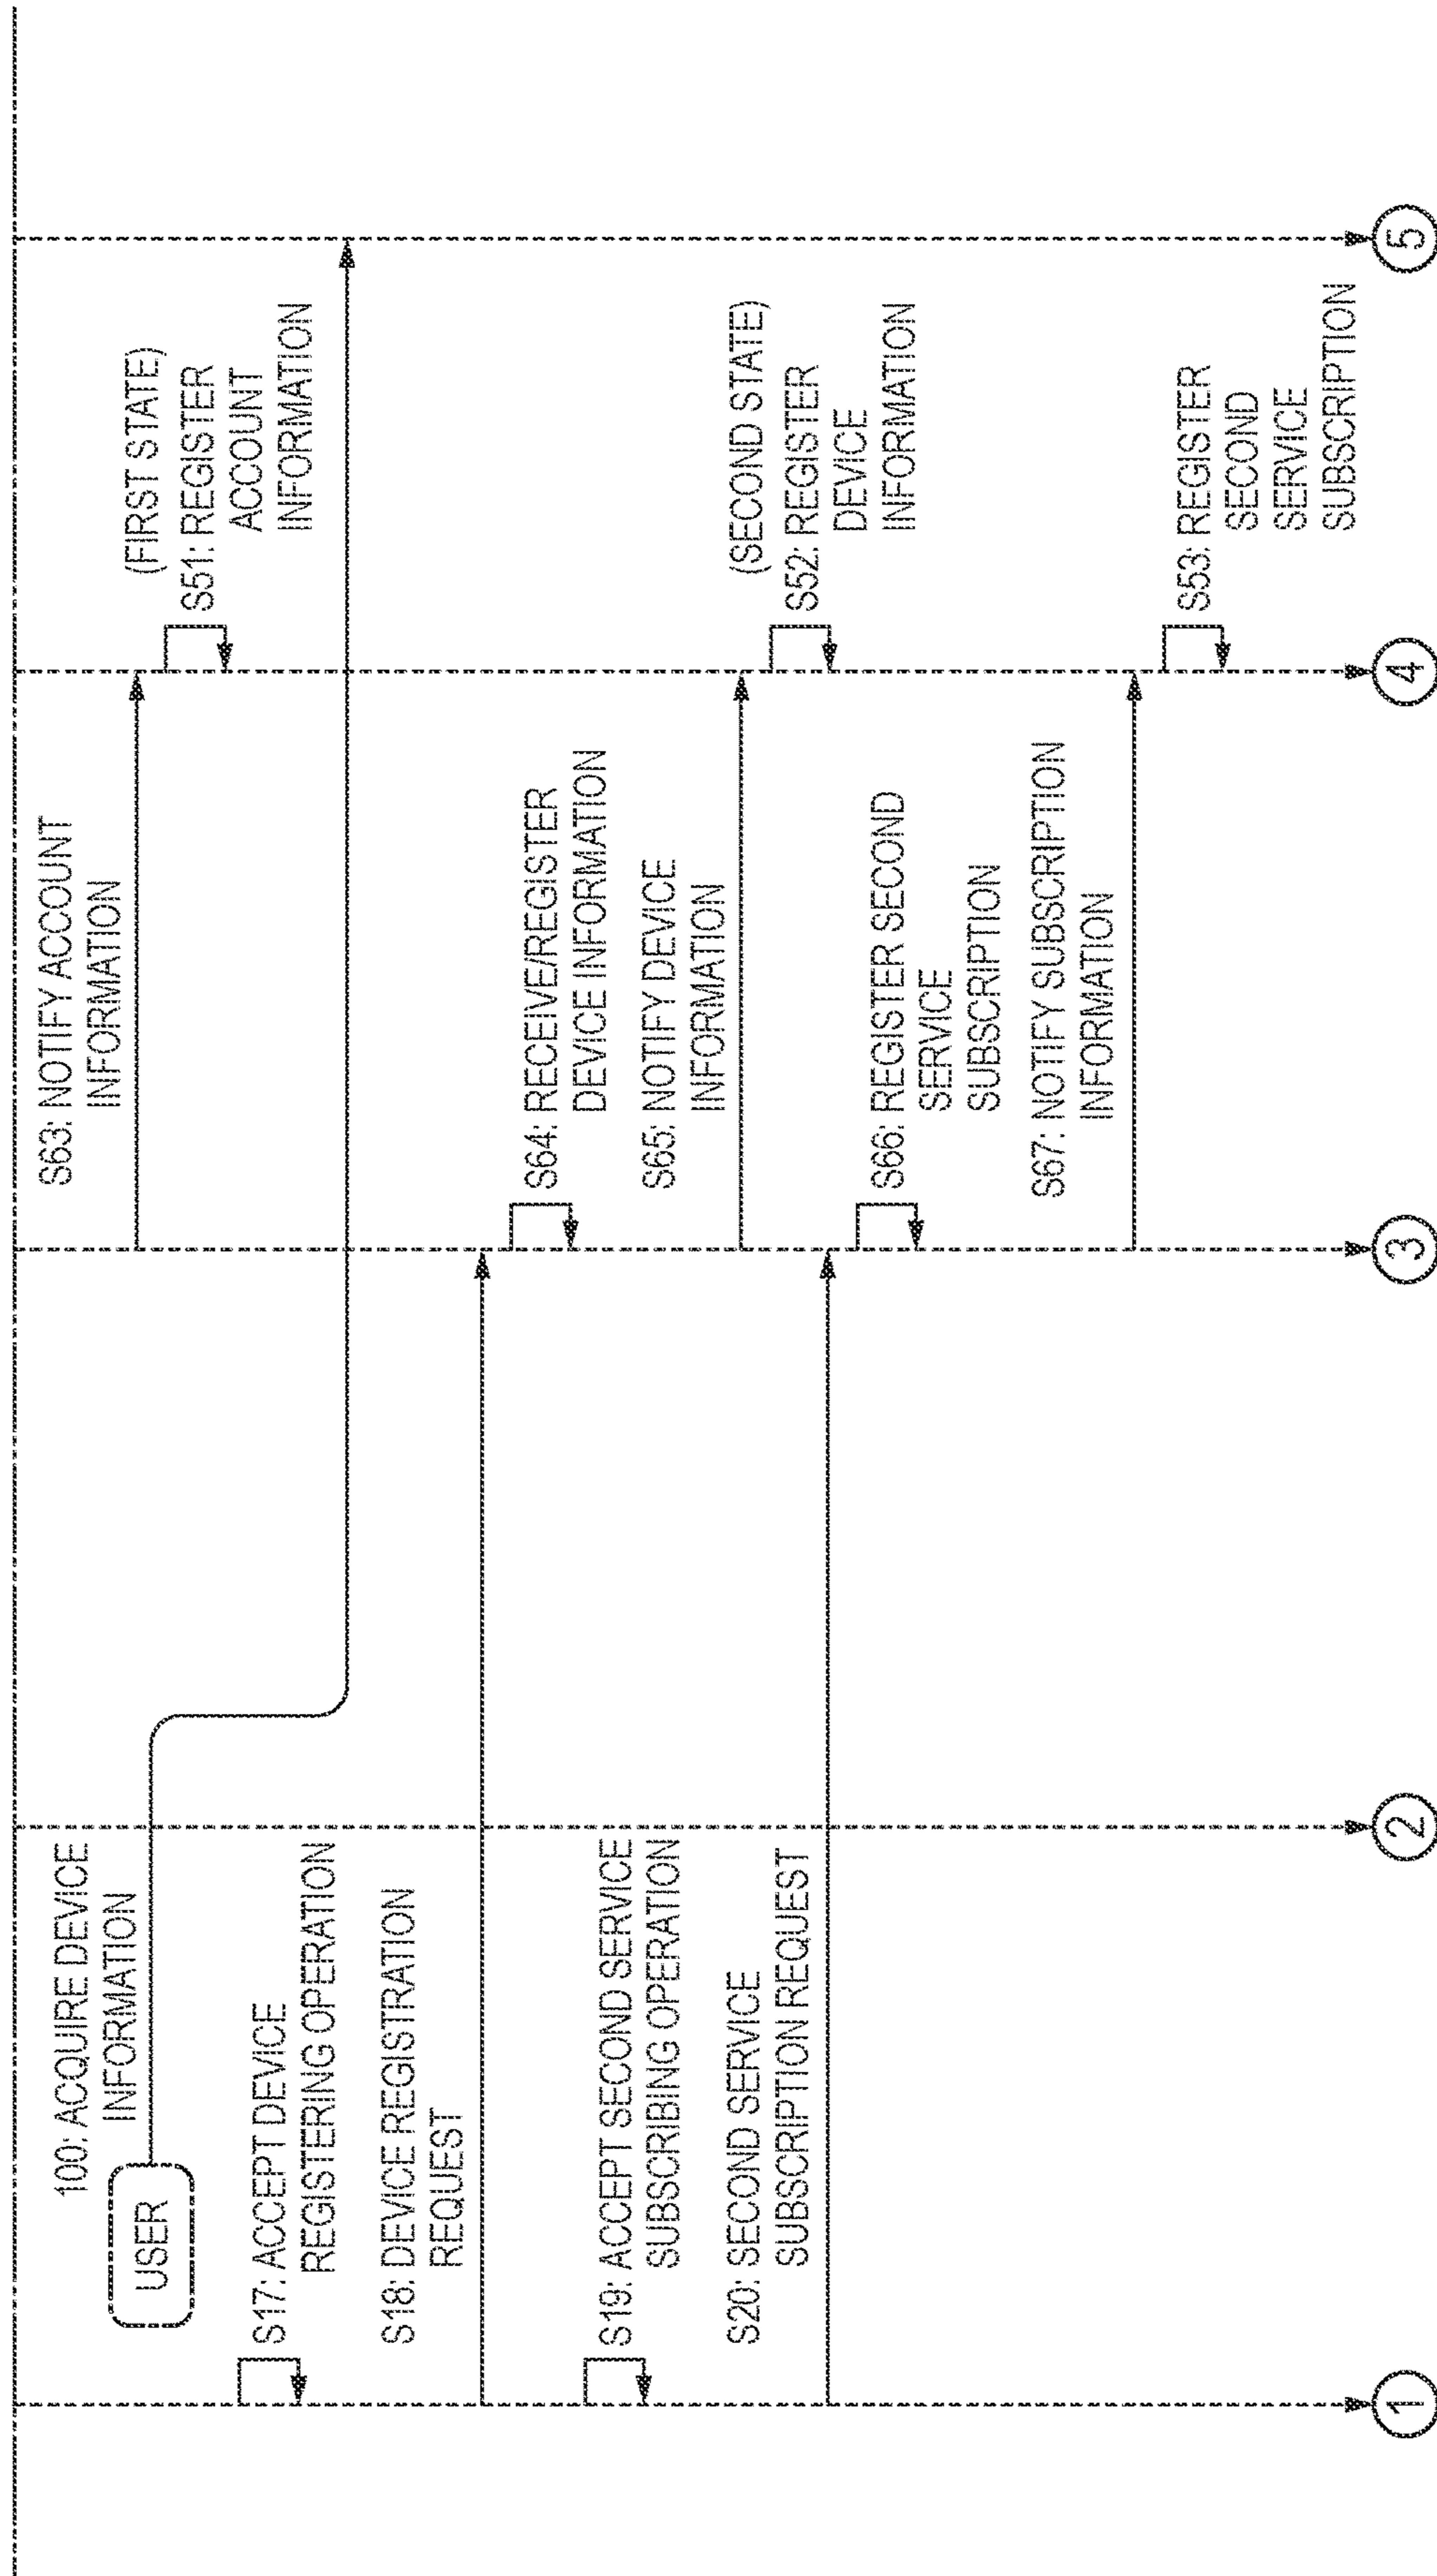 100: ACQUIRE DEVICE
INFORMATION
USER
S17: ACCEPT DEVICE
REGISTERING OPERATION
S18: DEVICE REGISTRATION
REQUEST
S19: ACCEPT SECOND SERVICE
SUBSCRIBING OPERATION
S20: SECOND SERVICE
SUBSCRIPTION REQUEST
S63: NOTIFY ACCOUNT
INFORMATION
S64: RECEIVE/REGISTER
DEVICE INFORMATION
S65: NOTIFY DEVICE
INFORMATION
S66: REGISTER SECOND
SERVICE
SUBSCRIPTION
S67: NOTIFY SUBSCRIPTION
INFORMATION
(FIRST STATE)
S51: REGISTER
ACCOUNT
INFORMATION
(SECOND STATE)
S52: REGISTER
DEVICE
INFORMATION
S53: REGISTER
SECOND
SERVICE
SUBSCRIPTION
1
2
3
4
5